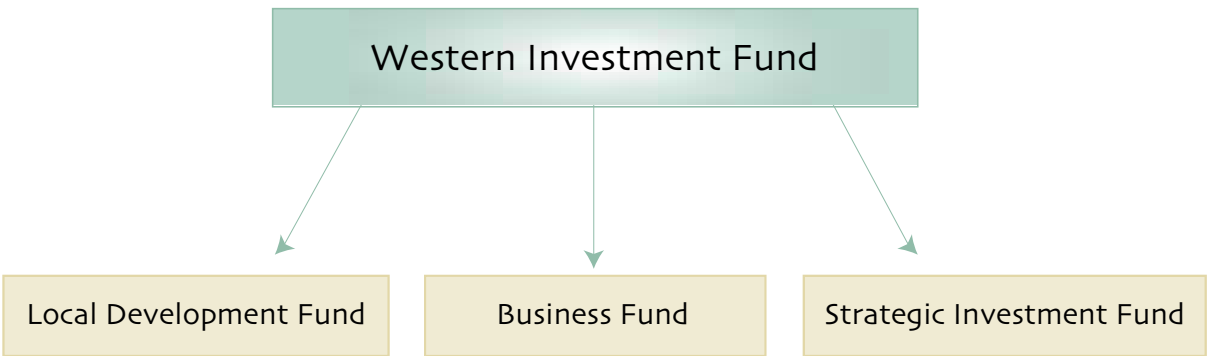 Western Investment Fund
Local Development Fund
Business Fund
Strategic Investment Fund